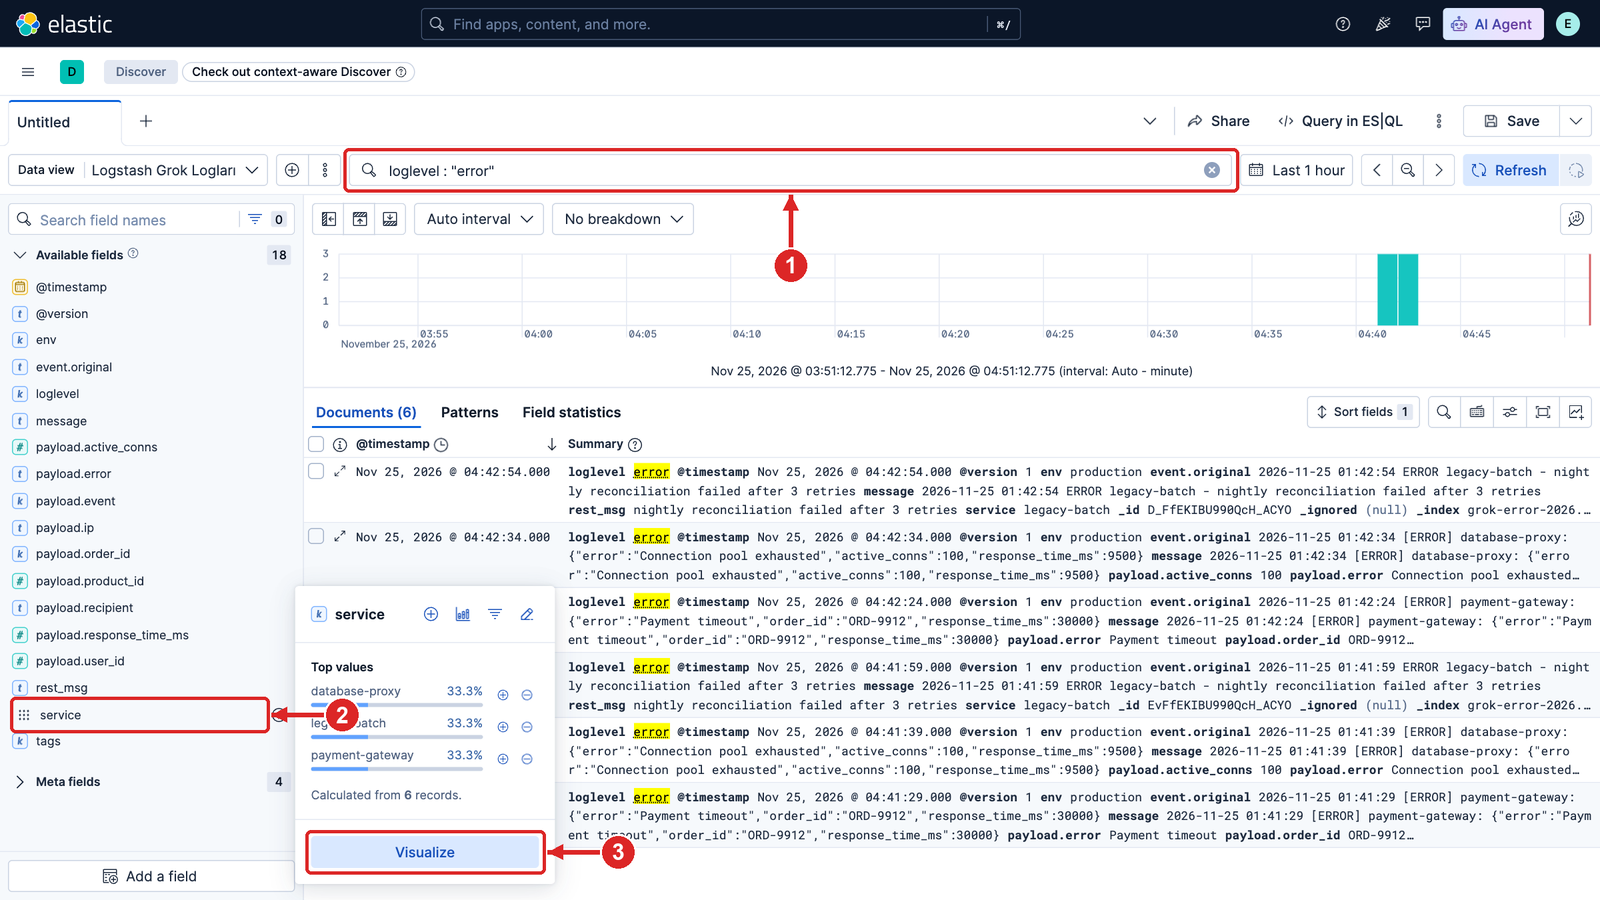 elastic
Find apps, content, and more.
⌘/
AI Agent
E
D
Discover
Check out context-aware Discover
Untitled
Share
Query in ES|QL
Save
Data view
Logstash Grok Logları
loglevel : "error"
Last 1 hour
Refresh
Search field names
0
Auto interval
No breakdown
Available fields
18
1
3
2
1
0
03:55
04:00
04:05
04:10
04:15
04:20
04:25
04:30
04:35
04:40
04:45
November 25, 2026
Nov 25, 2026 @ 03:51:12.775 - Nov 25, 2026 @ 04:51:12.775 (interval: Auto - minute)
@timestamp
@version
env
event.original
loglevel
message
payload.active_conns
payload.error
payload.event
payload.ip
payload.order_id
payload.product_id
payload.recipient
payload.response_time_ms
payload.user_id
rest_msg
service
tags
Meta fields
4
Add a field
Documents (6)
Patterns
Field statistics
Sort fields 1
@timestamp
Summary
Nov 25, 2026 @ 04:42:54.000
loglevel error @timestamp Nov 25, 2026 @ 04:42:54.000 @version 1 env production event.original 2026-11-25 01:42:54 ERROR legacy-batch - night
ly reconciliation failed after 3 retries message 2026-11-25 01:42:54 ERROR legacy-batch - nightly reconciliation failed after 3 retries
rest_msg nightly reconciliation failed after 3 retries service legacy-batch _id D_FfEKIBU990QcH_ACYO _ignored (null) _index grok-error-2026.…
Nov 25, 2026 @ 04:42:34.000
loglevel error @timestamp Nov 25, 2026 @ 04:42:34.000 @version 1 env production event.original 2026-11-25 01:42:34 [ERROR] database-proxy:
{"error":"Connection pool exhausted","active_conns":100,"response_time_ms":9500} message 2026-11-25 01:42:34 [ERROR] database-proxy: {"erro
r":"Connection pool exhausted","active_conns":100,"response_time_ms":9500} payload.active_conns 100 payload.error Connection pool exhausted…
loglevel error @timestamp Nov 25, 2026 @ 04:42:24.000 @version 1 env production event.original 2026-11-25 01:42:24 [ERROR] payment-gateway:
{"error":"Payment timeout","order_id":"ORD-9912","response_time_ms":30000} message 2026-11-25 01:42:24 [ERROR] payment-gateway: {"error":"Paym
ent timeout","order_id":"ORD-9912","response_time_ms":30000} payload.error Payment timeout payload.order_id ORD-9912…
loglevel error @timestamp Nov 25, 2026 @ 04:41:59.000 @version 1 env production event.original 2026-11-25 01:41:59 ERROR legacy-batch - night
ly reconciliation failed after 3 retries message 2026-11-25 01:41:59 ERROR legacy-batch - nightly reconciliation failed after 3 retries
rest_msg nightly reconciliation failed after 3 retries service legacy-batch _id EvFfEKIBU990QcH_ACYO _ignored (null) _index grok-error-2026.…
loglevel error @timestamp Nov 25, 2026 @ 04:41:39.000 @version 1 env production event.original 2026-11-25 01:41:39 [ERROR] database-proxy:
{"error":"Connection pool exhausted","active_conns":100,"response_time_ms":9500} message 2026-11-25 01:41:39 [ERROR] database-proxy: {"erro
r":"Connection pool exhausted","active_conns":100,"response_time_ms":9500} payload.active_conns 100 payload.error Connection pool exhausted…
loglevel error @timestamp Nov 25, 2026 @ 04:41:29.000 @version 1 env production event.original 2026-11-25 01:41:29 [ERROR] payment-gateway:
{"error":"Payment timeout","order_id":"ORD-9912","response_time_ms":30000} message 2026-11-25 01:41:29 [ERROR] payment-gateway: {"error":"Paym
ent timeout","order_id":"ORD-9912","response_time_ms":30000} payload.error Payment timeout payload.order_id ORD-9912…
service
Top values
database-proxy 33.3%
33.3%
payment-gateway 33.3%
Calculated from 6 records.
Visualize
2
3